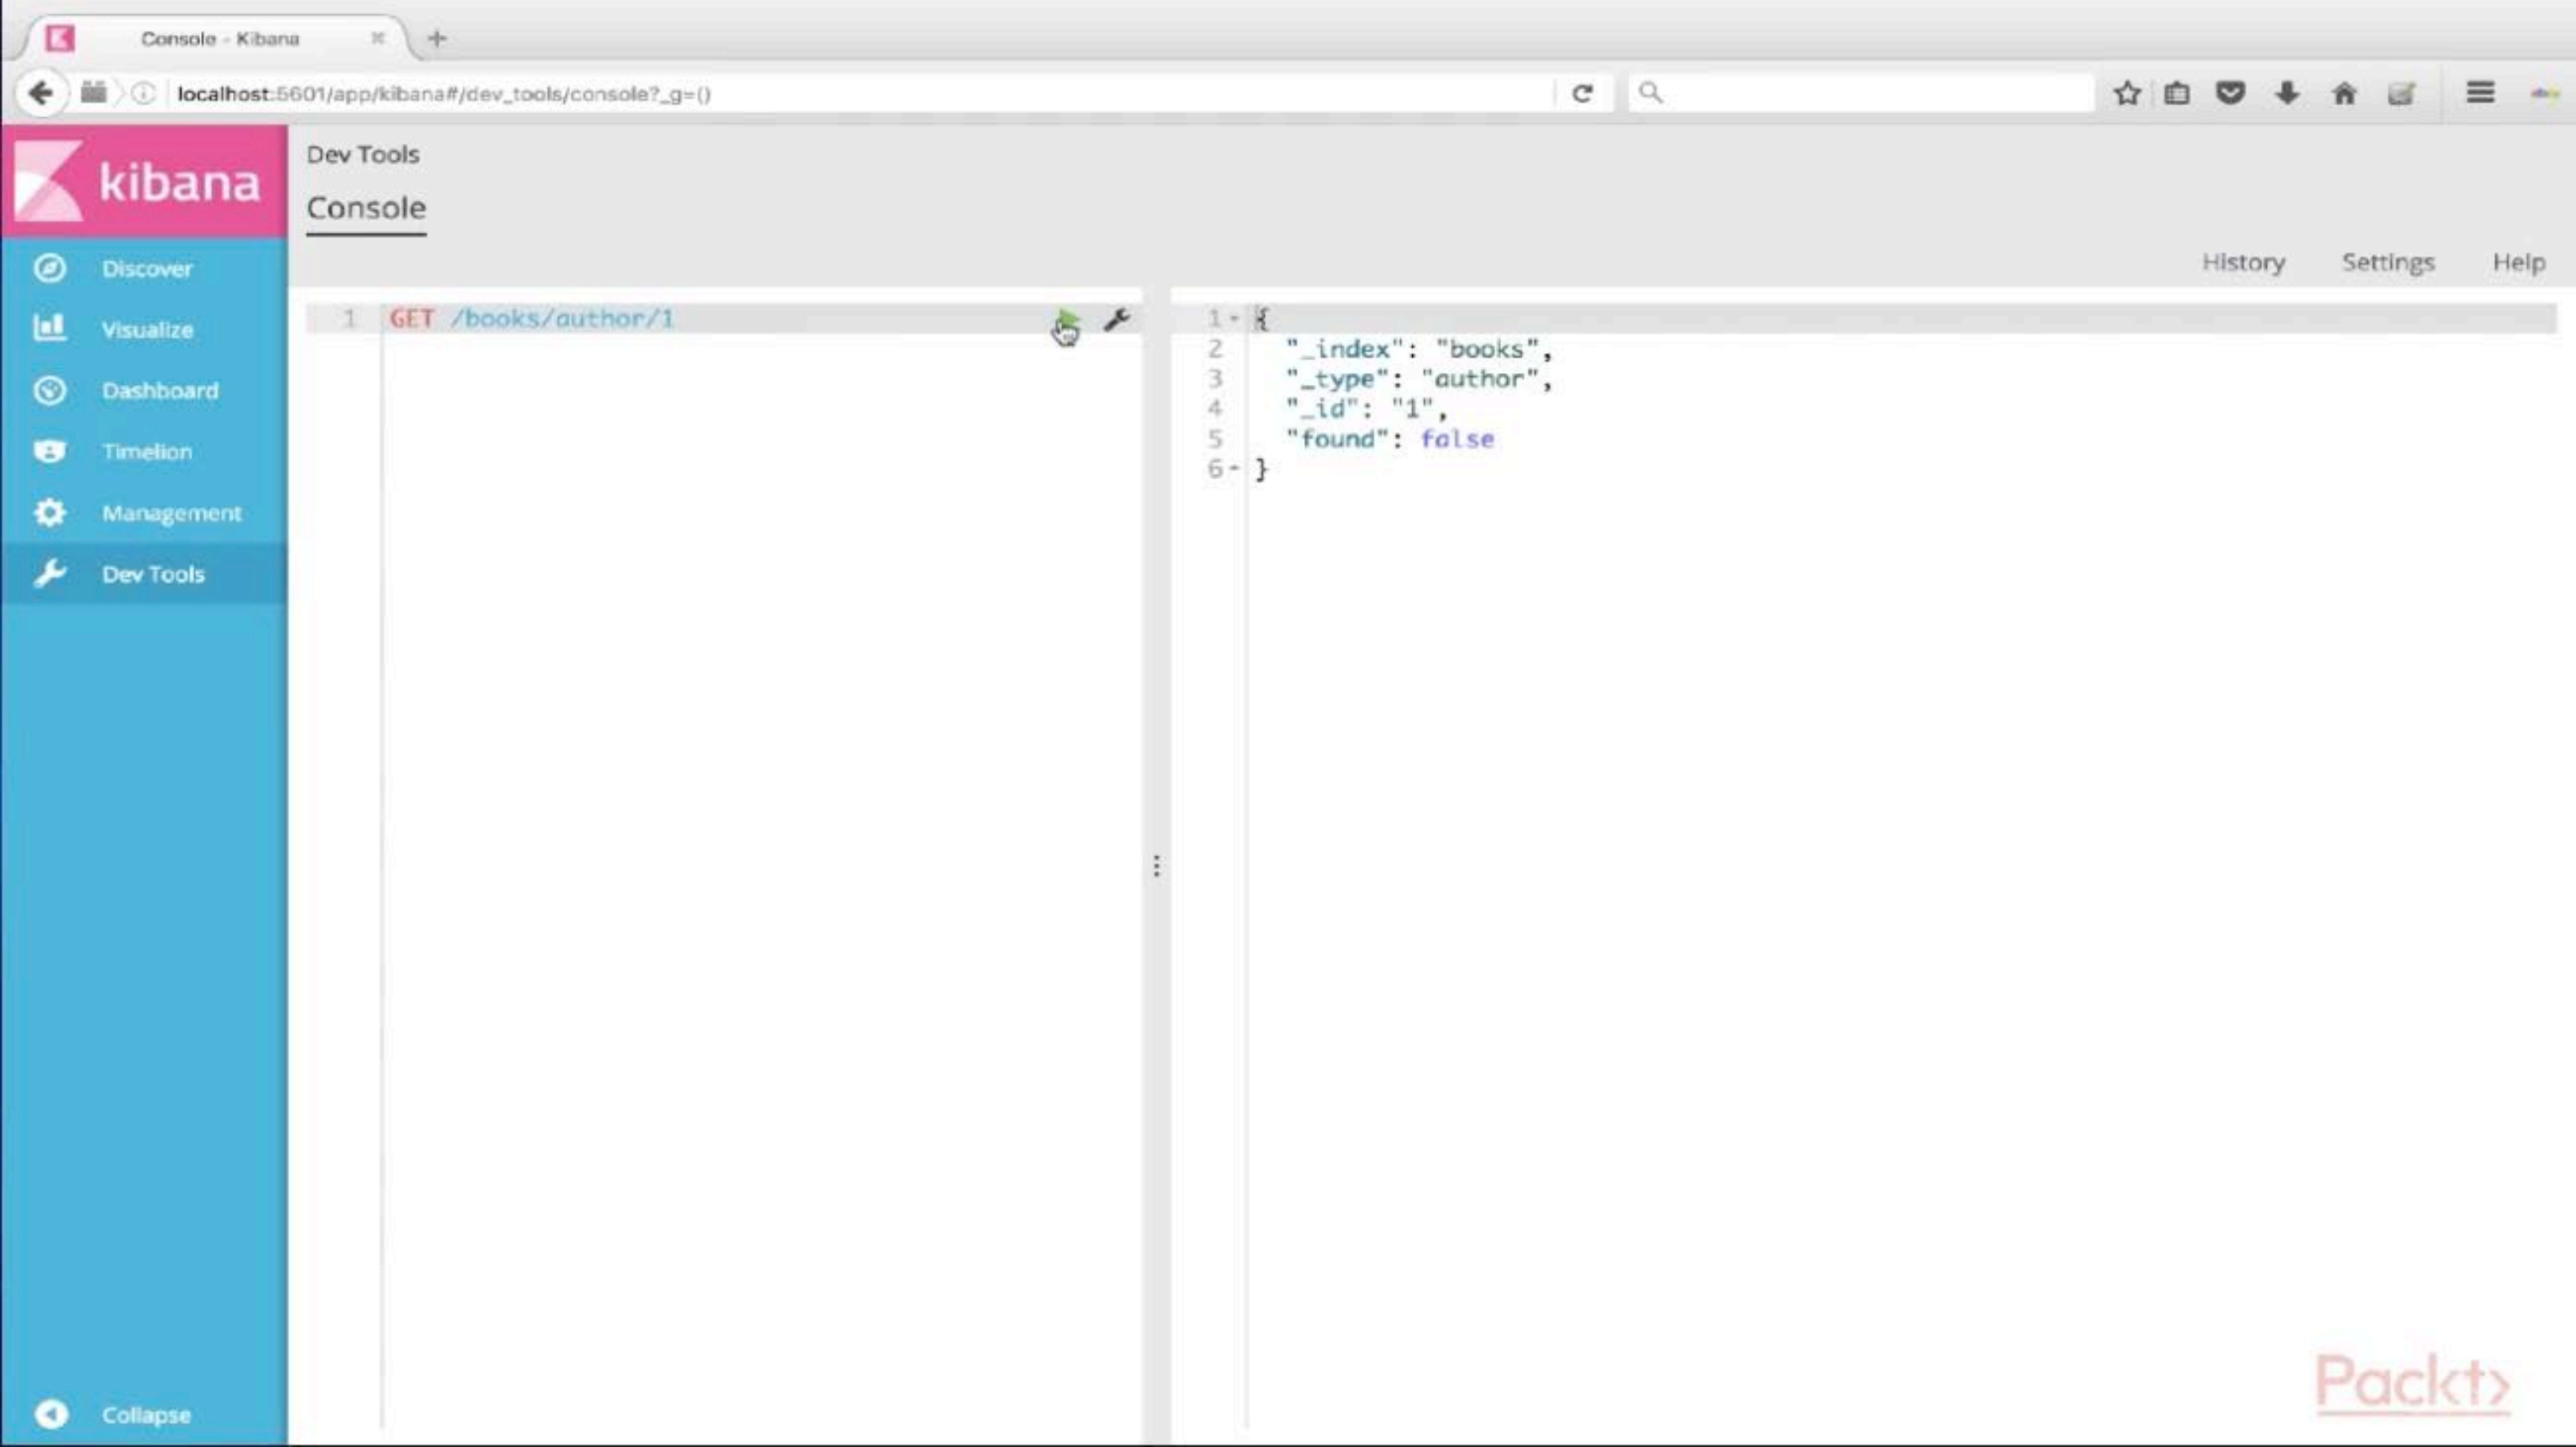 Console - Kibana
localhost:5601/app/kibana#/dev_tools/console?_g=()
kibana
Discover
Visualize
Dashboard
Timelion
Management
Dev Tools
Collapse
Dev Tools
Console
History Settings Help
1 GET /books/author/1
1 {
2 "_index": "books",
3 "_type": "author",
4 "_id": "1",
5 "found": false
6 }
Packt>